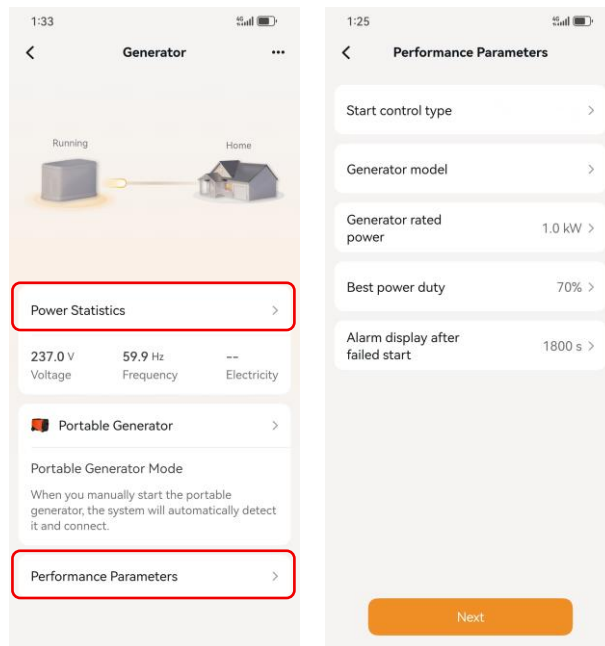 1:33
Generator
Running
Home
Power Statistics
237.0 V
59.9 Hz
--
Voltage
Frequency
Electricity
Portable Generator
Portable Generator Mode
When you manually start the portable
generator, the system will automatically detect
it and connect.
Performance Parameters
1:25
Performance Parameters
Start control type
Generator model
Generator rated
power
1.0 kW
Best power duty
70%
Alarm display after
failed start
1800 s
Next